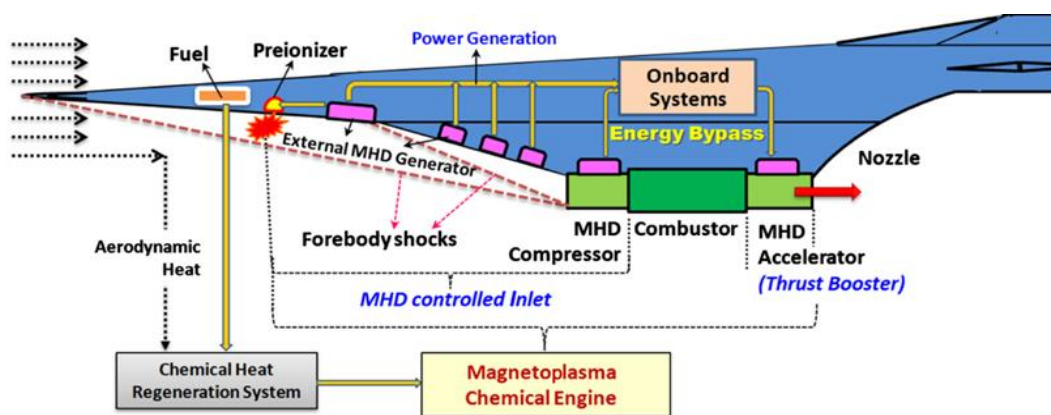 Fuel
Preionizer
Power Generation
Onboard
Systems
Energy Bypass
External MHD Generator
Nozzle
Aerodynamic
Heat
Forebody shocks
MHD
Compressor
Combustor
MHD
Accelerator
(Thrust Booster)
MHD controlled Inlet
Chemical Heat
Regeneration System
Magnetoplasma
Chemical Engine